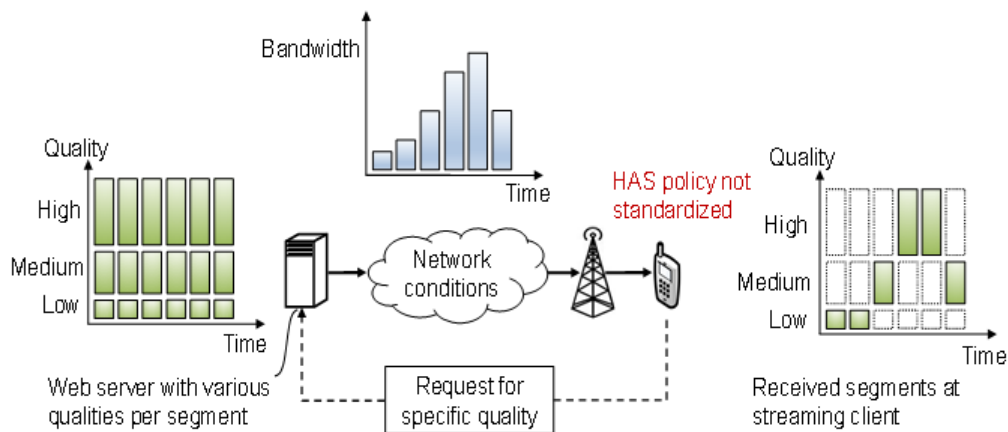 Bandwidth
Time
Quality
High
Medium
Low
Time
Web server with various
qualities per segment
Network
conditions
Request for
specific quality
HAS policy not
standardized
Quality
High
Medium
Low
Time
Received segments at
streaming client